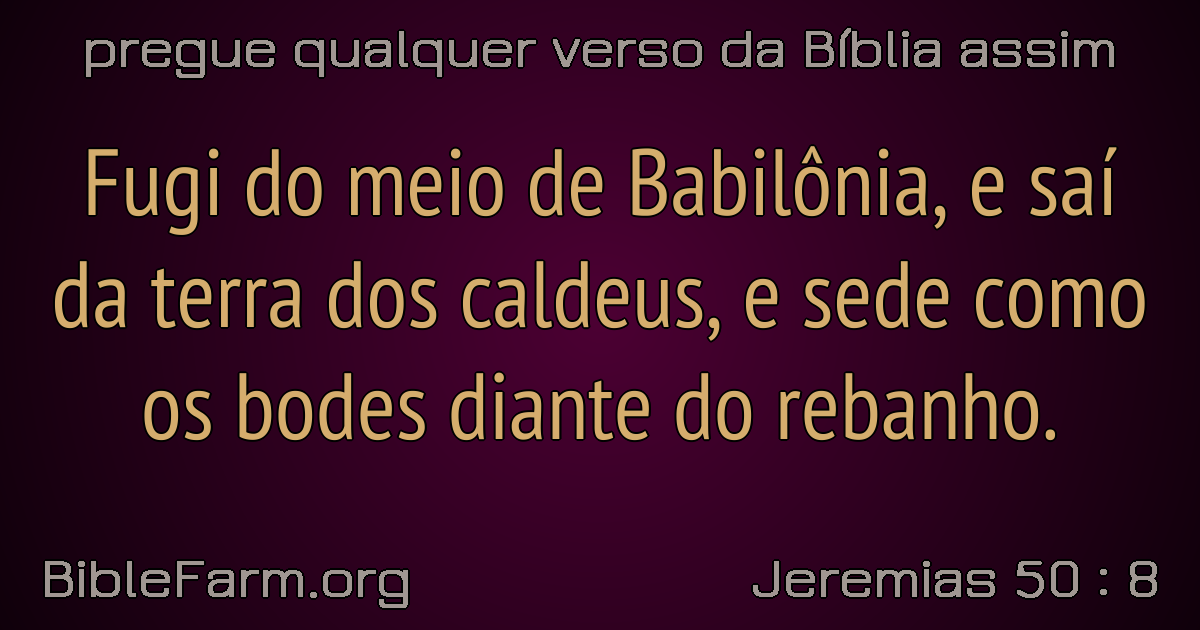 pregue qualquer verso da Bíblia assim
Fugi do meio de Babilônia, e saí
da terra dos caldeus, e sede como
os bodes diante do rebanho.
BibleFarm.org
Jeremias 50 : 8